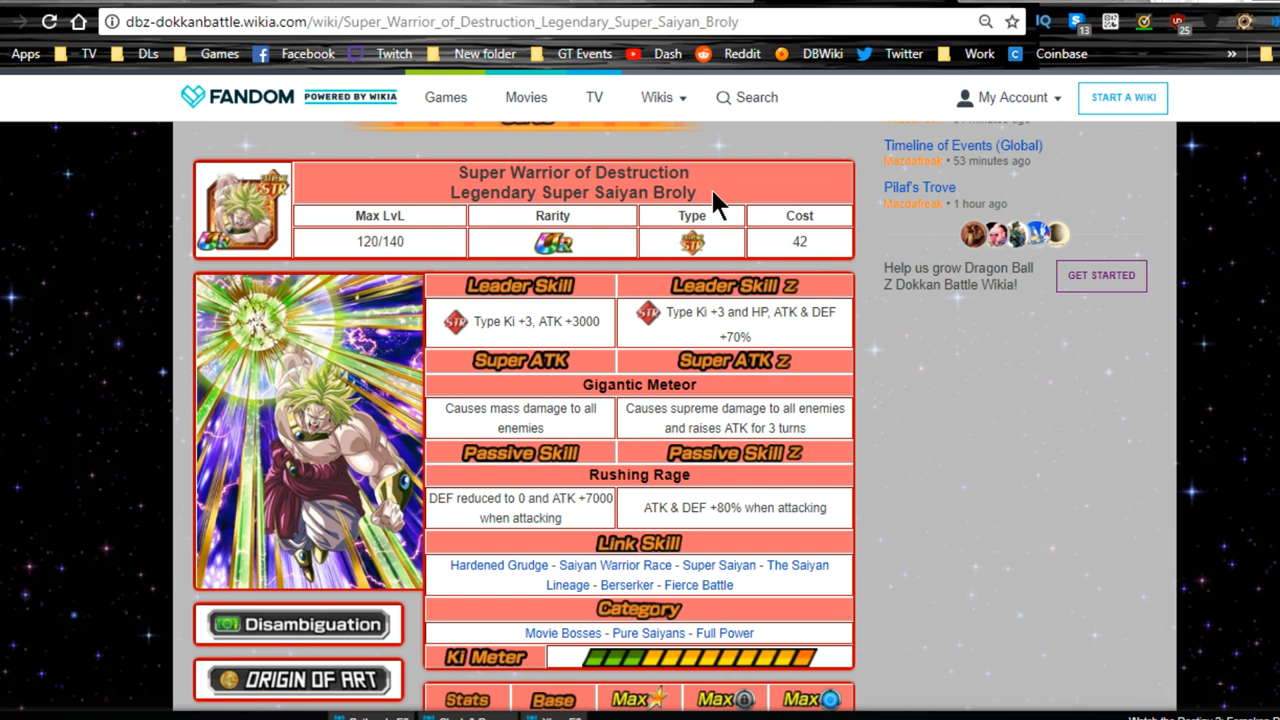 dbz-dokkanbattle.wikia.com/wiki/Super_Warrior_of_Destruction_Legendary_Super_Saiyan_Broly
IQ
13
25
Apps TV DLs Games Facebook Twitch New folder GT Events Dash Reddit DBWiki Twitter Work Coinbase »
FANDOM POWERED BY WIKIA Games Movies TV Wikis Search My Account START A WIKI
Timeline of Events (Global)
Mazdafreak • 53 minutes ago
Pilaf's Trove
Mazdafreak • 1 hour ago
Help us grow Dragon Ball
Z Dokkan Battle Wikia!
GET STARTED
Super Warrior of Destruction
Legendary Super Saiyan Broly
Max LvL Rarity Type Cost
120/140 UR EXTREME STR 42
Leader Skill Leader Skill Z
STR Type Ki +3, ATK +3000
STR Type Ki +3 and HP, ATK & DEF
+70%
Super ATK Super ATK Z
Gigantic Meteor
Causes mass damage to all
enemies
Causes supreme damage to all enemies
and raises ATK for 3 turns
Passive Skill Passive Skill Z
Rushing Rage
DEF reduced to 0 and ATK +7000
when attacking
ATK & DEF +80% when attacking
Link Skill
Hardened Grudge - Saiyan Warrior Race - Super Saiyan - The Saiyan
Lineage - Berserker - Fierce Battle
Category
Movie Bosses - Pure Saiyans - Full Power
Ki Meter
Disambiguation
ORIGIN OF ART
Stats Base Max Max Max